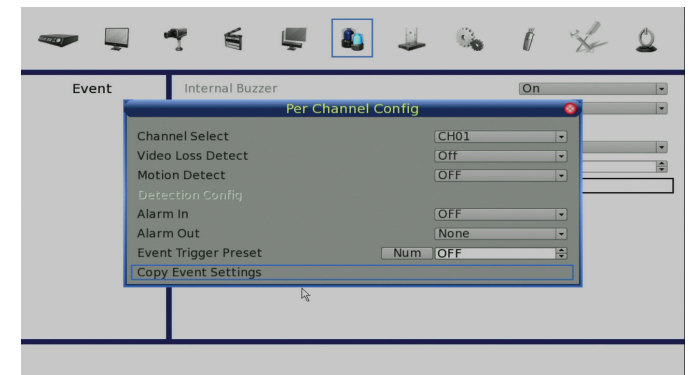 Event
Internal Buzzer On
Per Channel Config
Channel Select CH01
Video Loss Detect Off
Motion Detect OFF
Detection Config
Alarm In OFF
Alarm Out None
Event Trigger Preset Num OFF
Copy Event Settings